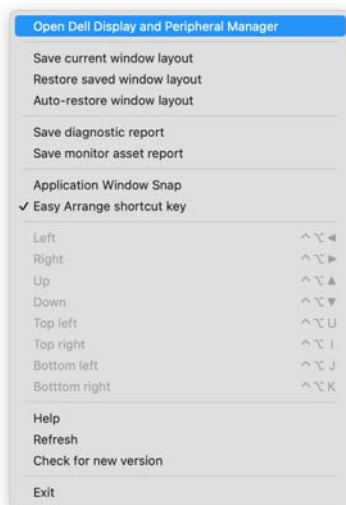 Open Dell Display and Peripheral Manager
Save current window layout
Restore saved window layout
Auto-restore window layout
Save diagnostic report
Save monitor asset report
Application Window Snap
✓ Easy Arrange shortcut key
Left ^⌥◀
Right ^⌥▶
Up ^⌥▲
Down ^⌥▼
Top left ^⌥U
Top right ^⌥I
Bottom left ^⌥J
Botttom right ^⌥K
Help
Refresh
Check for new version
Exit